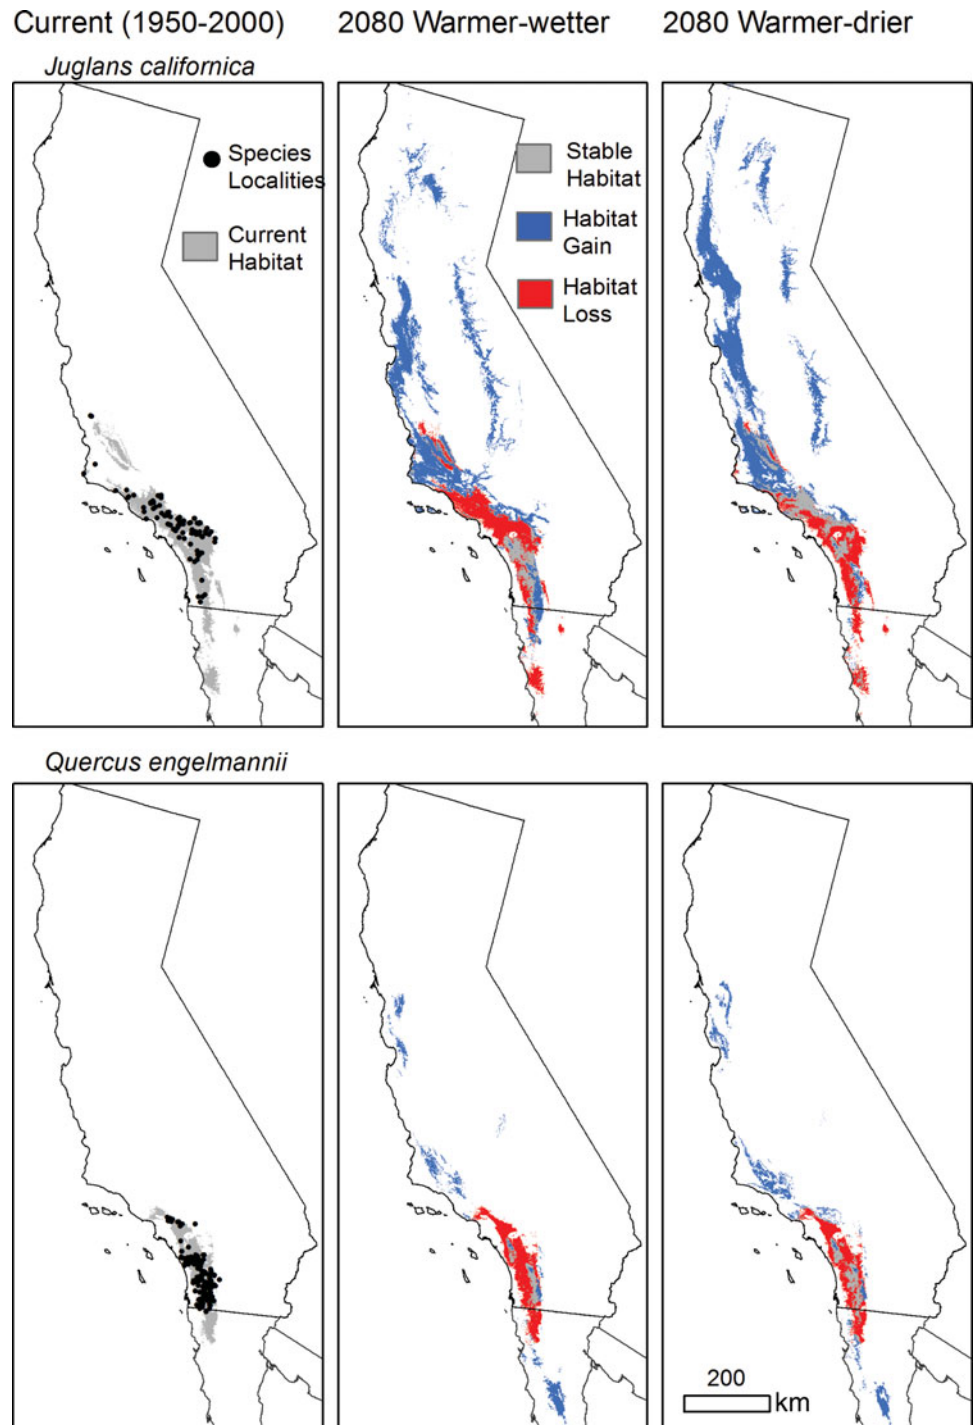 Current (1950-2000)
2080 Warmer-wetter
2080 Warmer-drier
Juglans californica
Species
Localities
Current
Habitat
Stable
Habitat
Habitat
Gain
Habitat
Loss
Quercus engelmannii
200
km